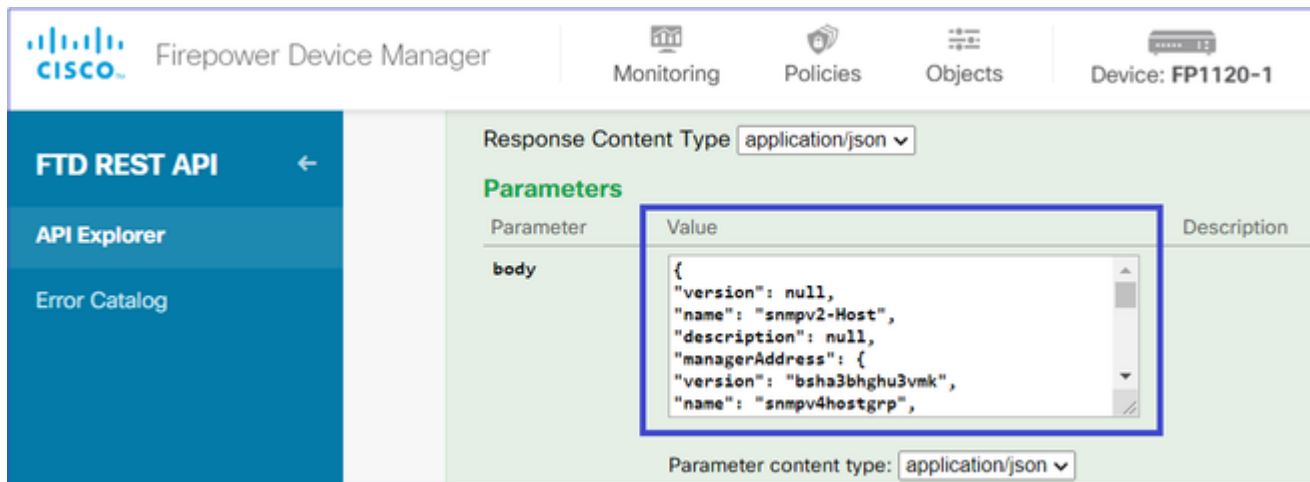 CISCO
Firepower Device Manager
Monitoring
Policies
Objects
Device: FP1120-1
FTD REST API ←
API Explorer
Error Catalog
Response Content Type application/json
Parameters
Parameter Value Description
body
{
"version": null,
"name": "snmpv2-Host",
"description": null,
"managerAddress": {
"version": "bsha3bhghu3vmk",
"name": "snmpv4hostgrp",
Parameter content type: application/json